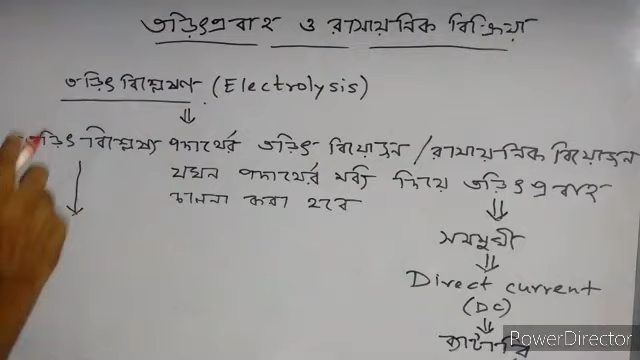 তড়িৎপ্রবাহ ও রাসায়নিক বিক্রিয়া
তড়িৎ বিশ্লেষণ (Electrolysis)
তড়িৎ বিশ্লেষ্য পদার্থের তড়িৎ বিয়োজন / রাসায়নিক বিয়োজন
যখন পদার্থের মধ্য দিয়ে তড়িৎপ্রবাহ
চালনা করা হবে
সমমুখী
Direct current
(DC)
ব্যাটারি
PowerDirector